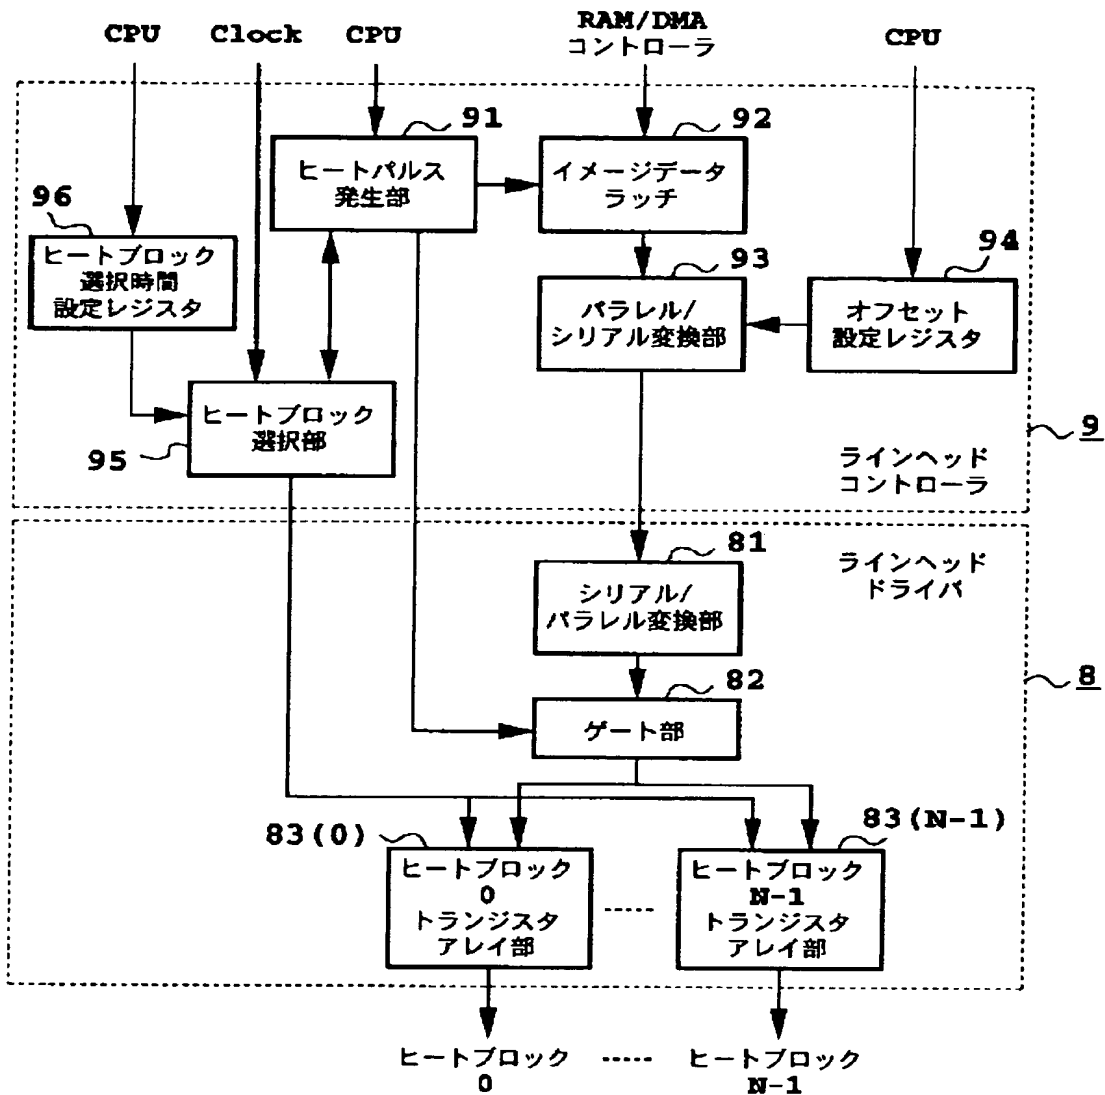 CPU
Clock
CPU
RAM/DMA
コントローラ
CPU
91
ヒートパルス
発生部
92
イメージデータ
ラッチ
96
ヒートブロック
選択時間
設定レジスタ
93
パラレル/
シリアル変換部
94
オフセット
設定レジスタ
ヒートブロック
選択部
95
9
ラインヘッド
コントローラ
81
シリアル/
パラレル変換部
ラインヘッド
ドライバ
82
ゲート部
8
83(0)
ヒートブロック
0
トランジスタ
アレイ部
83(N-1)
ヒートブロック
N-1
トランジスタ
アレイ部
ヒートブロック
0
ヒートブロック
N-1